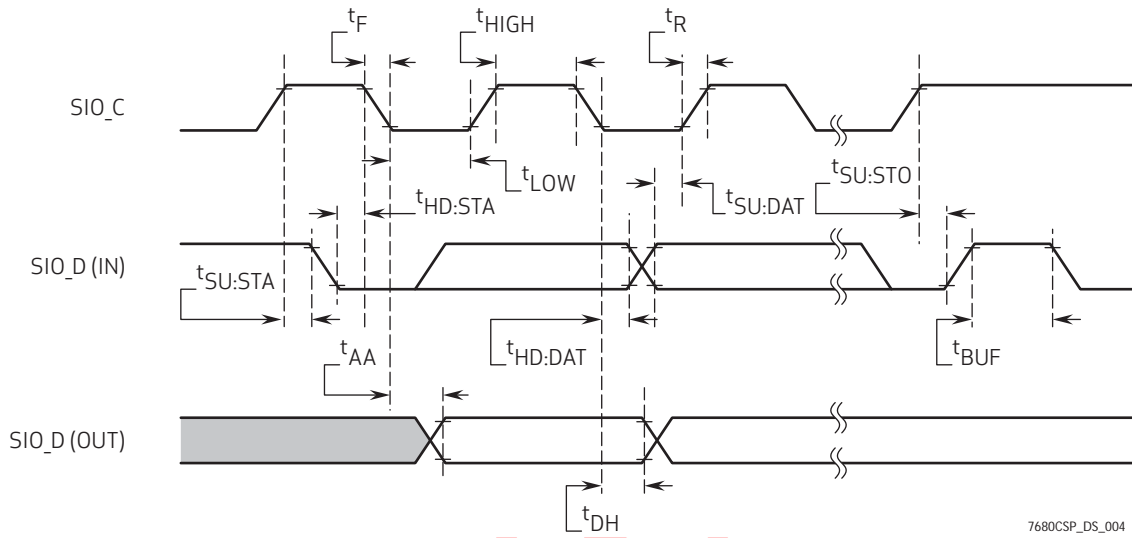 tF
tHIGH
tR
SIO_C
tLOW
tSU:STO
tHD:STA
tSU:DAT
SIO_D (IN)
tSU:STA
tAA
tHD:DAT
tBUF
SIO_D (OUT)
tDH
7680CSP_DS_004